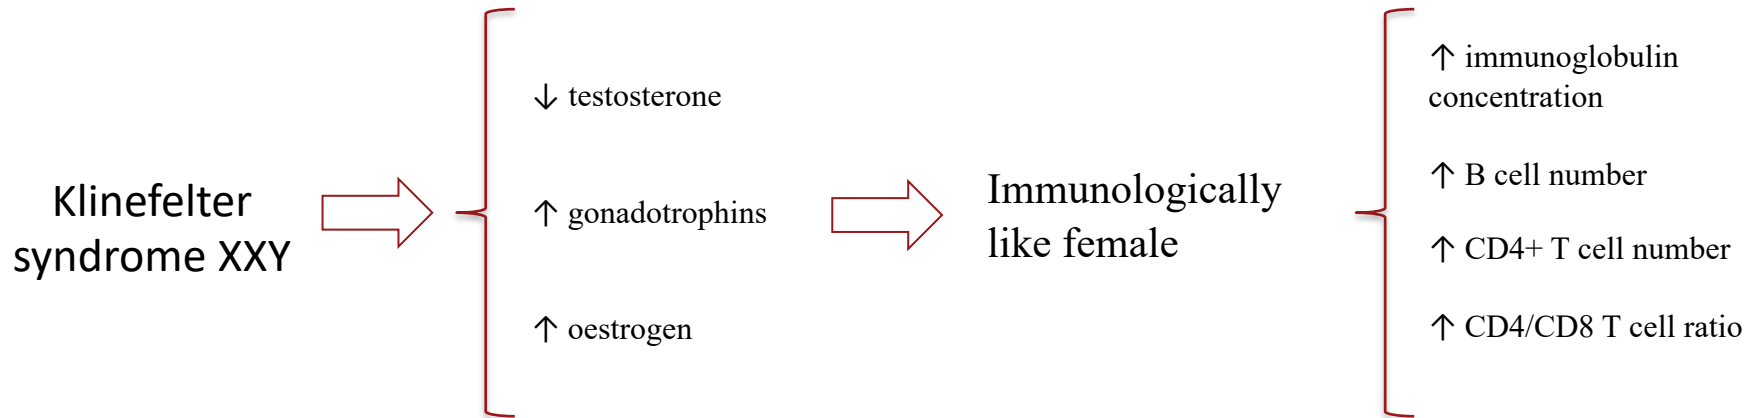 Klinefelter
syndrome XXY
↓ testosterone
↑ gonadotrophins
↑ oestrogen
Immunologically
like female
↑ immunoglobulin
concentration
↑ B cell number
↑ CD4+ T cell number
↑ CD4/CD8 T cell ratio